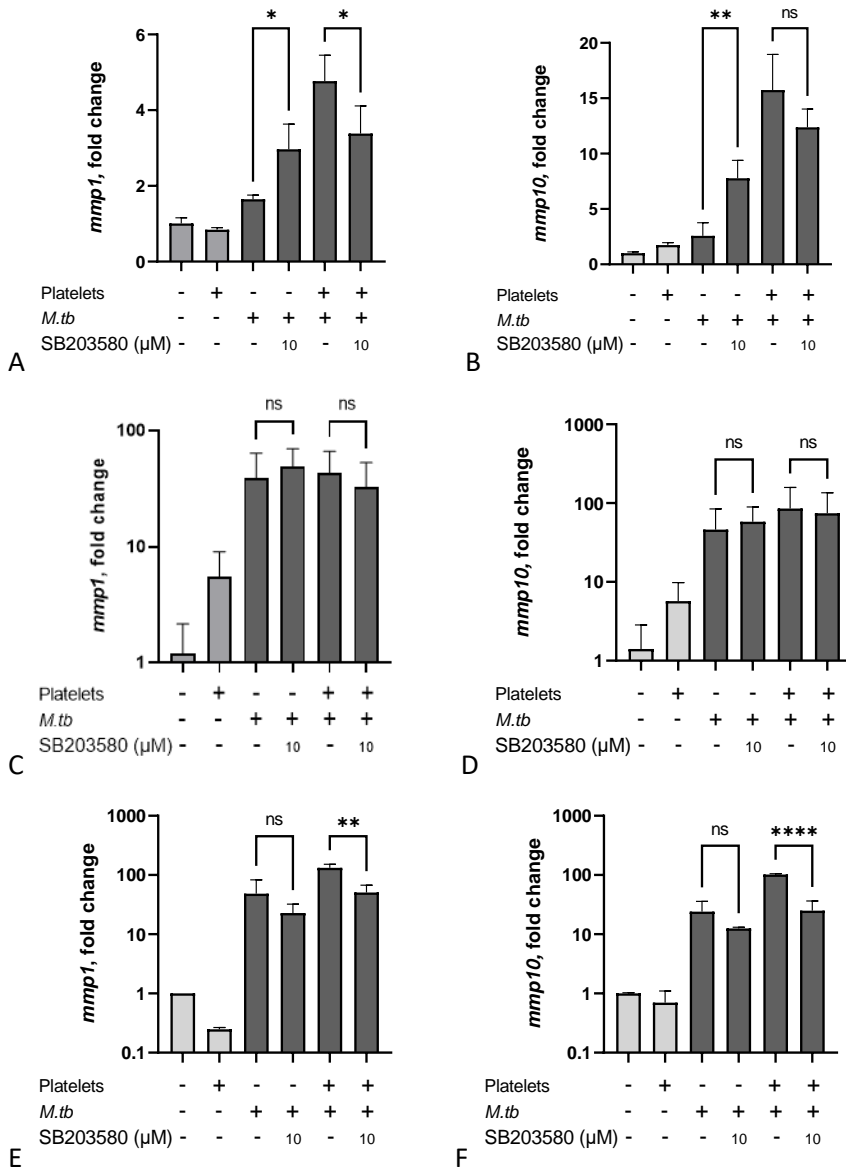 * *
6
4
2
0
mmp1, fold change
Platelets - + - - + +
M.tb - - + + + +
SB203580 (µM) - - - 10 - 10
A
** ns
20
15
10
5
0
mmp10, fold change
Platelets - + - - + +
M.tb - - + + + +
SB203580 (µM) - - - 10 - 10
B
ns ns
100
10
1
mmp1, fold change
Platelets - + - - + +
M.tb - - + + + +
SB203580 (µM) - - - 10 - 10
C
ns ns
1000
100
10
1
mmp10, fold change
Platelets - + - - + +
M.tb - - + + + +
SB203580 (µM) - - - 10 - 10
D
ns **
1000
100
10
1
0.1
mmp1, fold change
Platelets - + - - + +
M.tb - - + + + +
SB203580 (µM) - - - 10 - 10
E
ns ****
1000
100
10
1
0.1
mmp10, fold change
Platelets - + - - + +
M.tb - - + + + +
SB203580 (µM) - - - 10 - 10
F